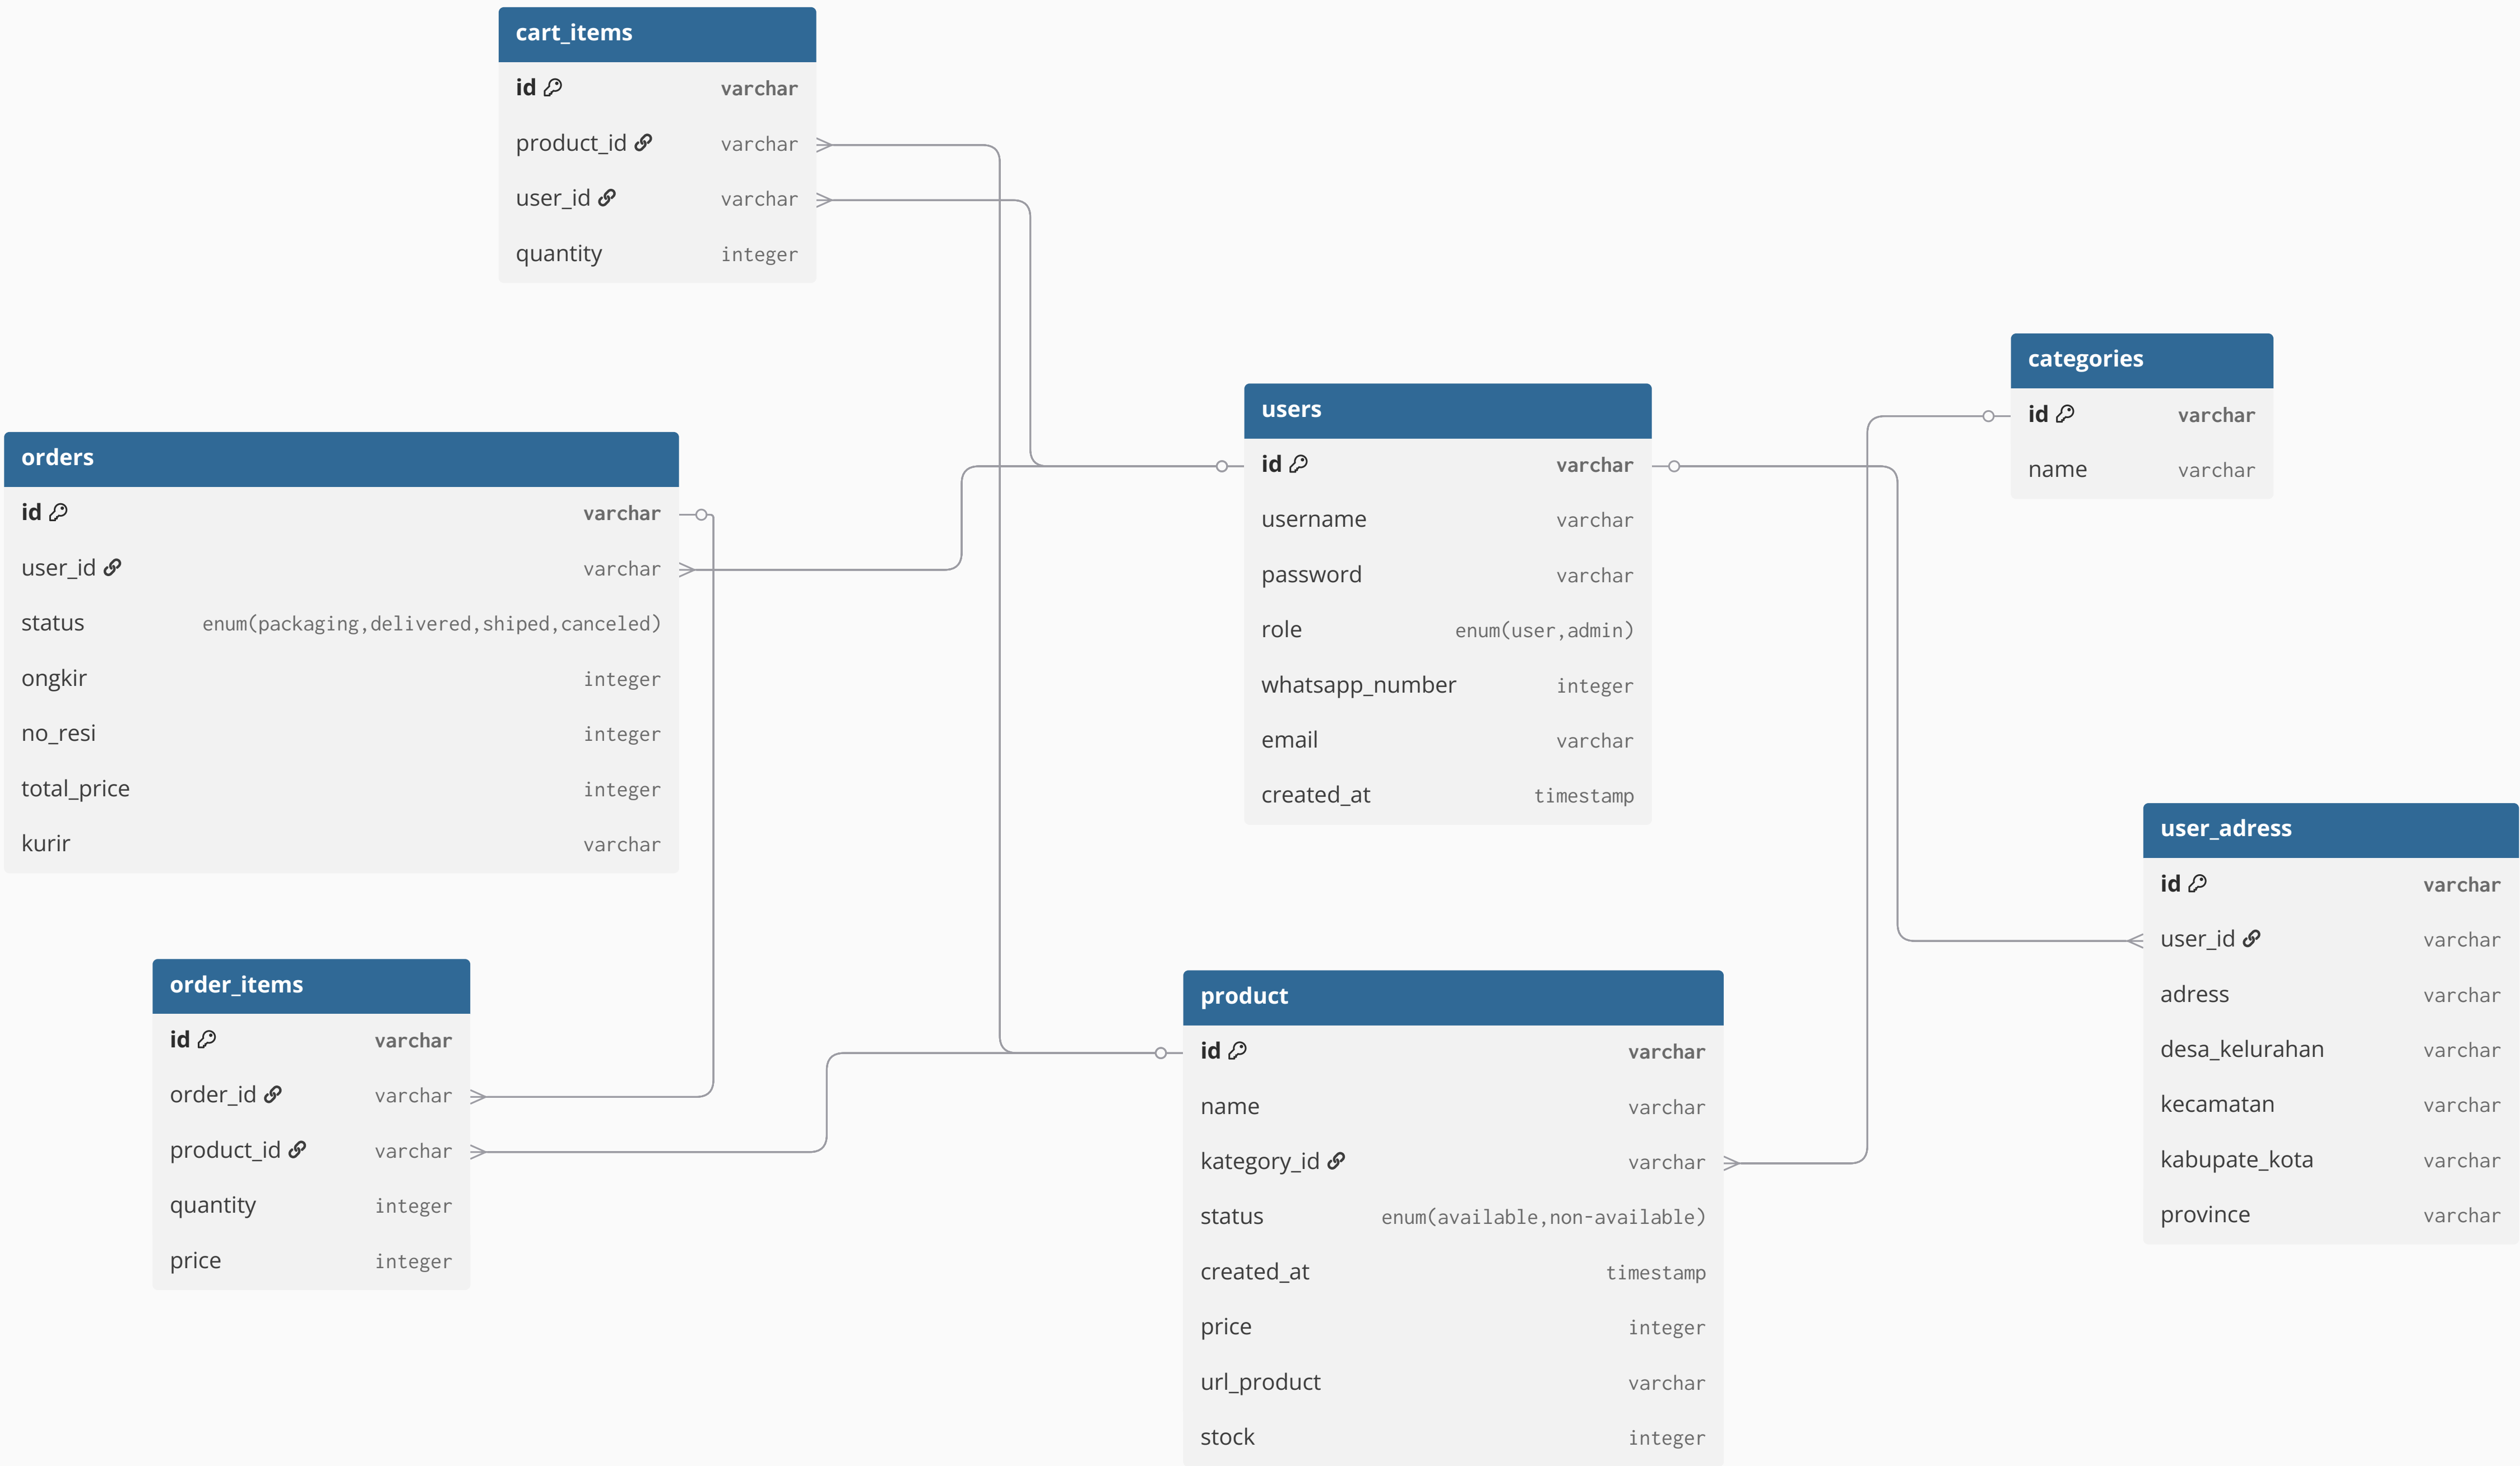 cart_items
id varchar
product_id varchar
user_id varchar
quantity integer
categories
id varchar
name varchar
users
id varchar
username varchar
password varchar
role enum(user,admin)
whatsapp_number integer
email varchar
created_at timestamp
orders
id varchar
user_id varchar
status enum(packaging,delivered,shiped,canceled)
ongkir integer
no_resi integer
total_price integer
kurir varchar
user_adress
id varchar
user_id varchar
adress varchar
desa_kelurahan varchar
kecamatan varchar
kabupate_kota varchar
province varchar
order_items
id varchar
order_id varchar
product_id varchar
quantity integer
price integer
product
id varchar
name varchar
kategory_id varchar
status enum(available,non-available)
created_at timestamp
price integer
url_product varchar
stock integer